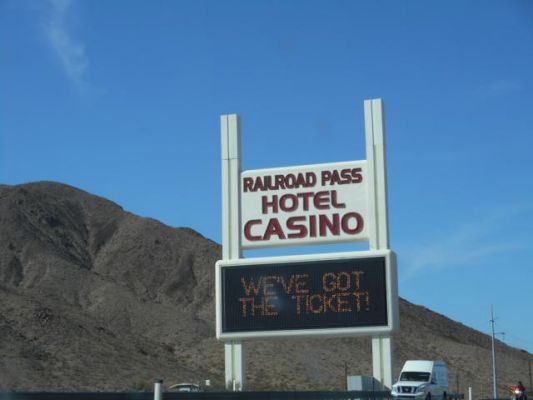 RAILROAD PASS
HOTEL
CASINO
WE'VE GOT
THE TICKET!